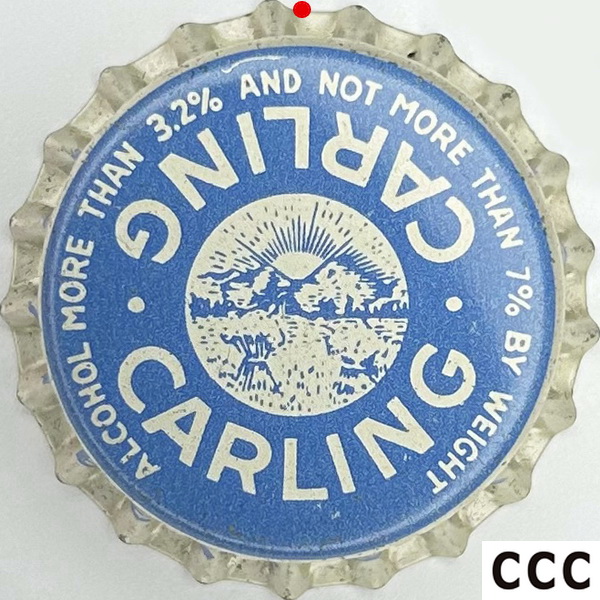 ALCOHOL MORE THAN 3.2% AND NOT MORE THAN 7% BY WEIGHT
CARLING
CARLING
CCC